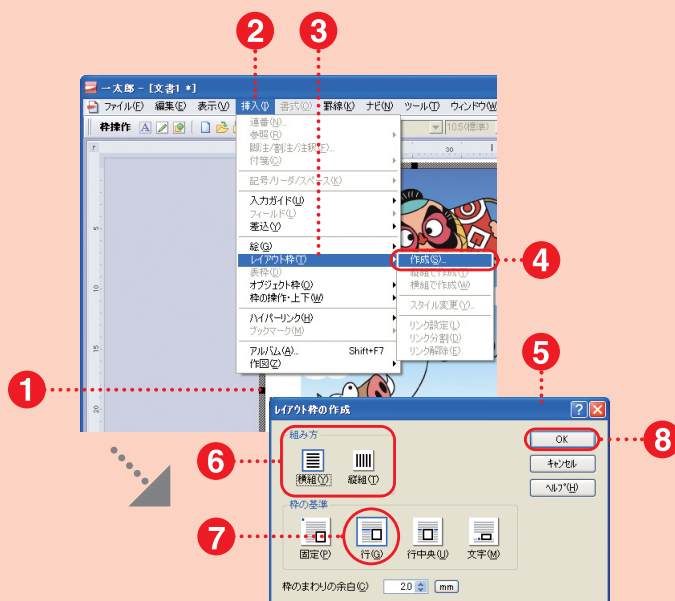 2 3
一太郎 - [文書1 *]
ファイル(F) 編集(E) 表示(V) 挿入(I) 書式(O) 罫線(K) ナビ(N) ツール(T) ウィンドウ(W
枠操作 A 10.5(標準)
連番(N)...
参照(R)
脚注/割注/注釈(F)...
付箋(C)
記号/リーダ/スペース(K)
入力ガイド(U)
フィールド(L)
差込(Y)
絵(G)
レイアウト枠(T)
表枠(D)
オブジェクト枠(O)
枠の操作・上下(W)
ハイパーリンク(H)
ブックマーク(M)
アルバム(A)... Shift+F7
作図(Z)
作成(S)...
縦組で作成(T)
横組で作成(W)
スタイル変更(Y)...
リンク設定(L)
リンク分割(D)
リンク解除(E)
30
5
10
15
20
4
1
5
レイアウト枠の作成
組み方
横組(Y) 縦組(T)
6
枠の基準
固定(P) 行(G) 行中央(U) 文字(M)
7
枠のまわりの余白(C) 2.0 mm
OK
キャンセル
ヘルプ(H)
8